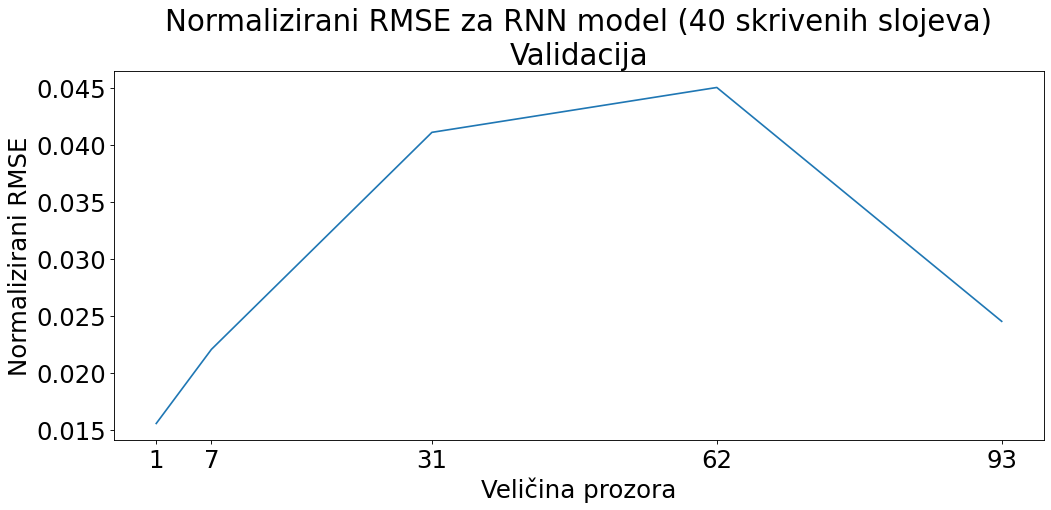 Normalizirani RMSE za RNN model (40 skrivenih slojeva)
Validacija
Normalizirani RMSE
0.045
0.040
0.035
0.030
0.025
0.020
0.015
1 7 31 62 93
Veličina prozora